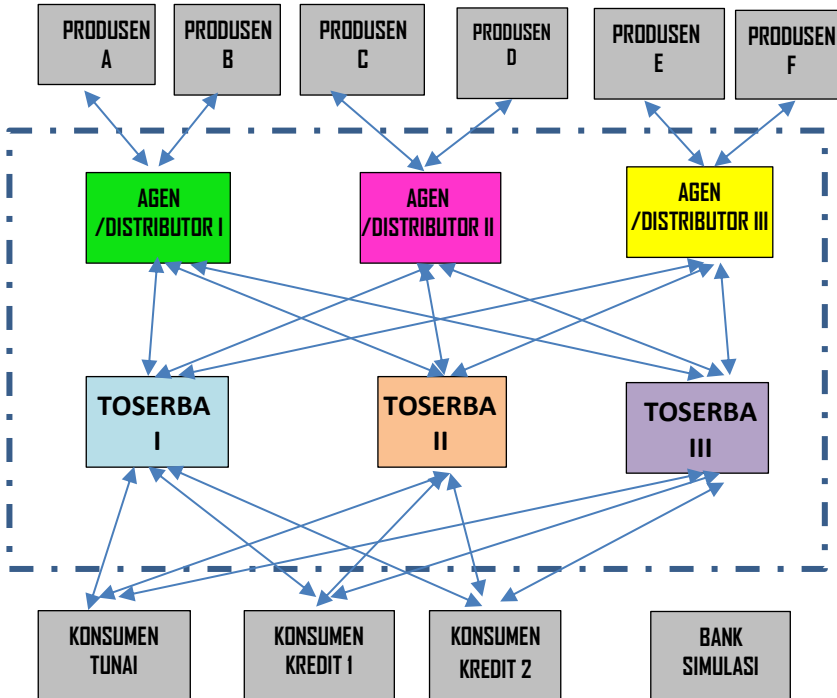 PRODUSEN
A
PRODUSEN
B
PRODUSEN
C
PRODUSEN
D
PRODUSEN
E
PRODUSEN
F
AGEN
/DISTRIBUTOR I
AGEN
/DISTRIBUTOR II
AGEN
/DISTRIBUTOR III
TOSERBA
I
TOSERBA
II
TOSERBA
III
KONSUMEN
TUNAI
KONSUMEN
KREDIT 1
KONSUMEN
KREDIT 2
BANK
SIMULASI